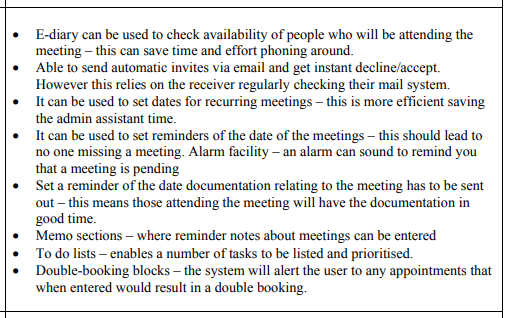 • E-diary can be used to check availability of people who will be attending the
meeting – this can save time and effort phoning around.
• Able to send automatic invites via email and get instant decline/accept.
However this relies on the receiver regularly checking their mail system.
• It can be used to set dates for recurring meetings – this is more efficient saving
the admin assistant time.
• It can be used to set reminders of the date of the meetings – this should lead to
no one missing a meeting. Alarm facility – an alarm can sound to remind you
that a meeting is pending
• Set a reminder of the date documentation relating to the meeting has to be sent
out – this means those attending the meeting will have the documentation in
good time.
• Memo sections – where reminder notes about meetings can be entered
• To do lists – enables a number of tasks to be listed and prioritised.
• Double-booking blocks – the system will alert the user to any appointments that
when entered would result in a double booking.